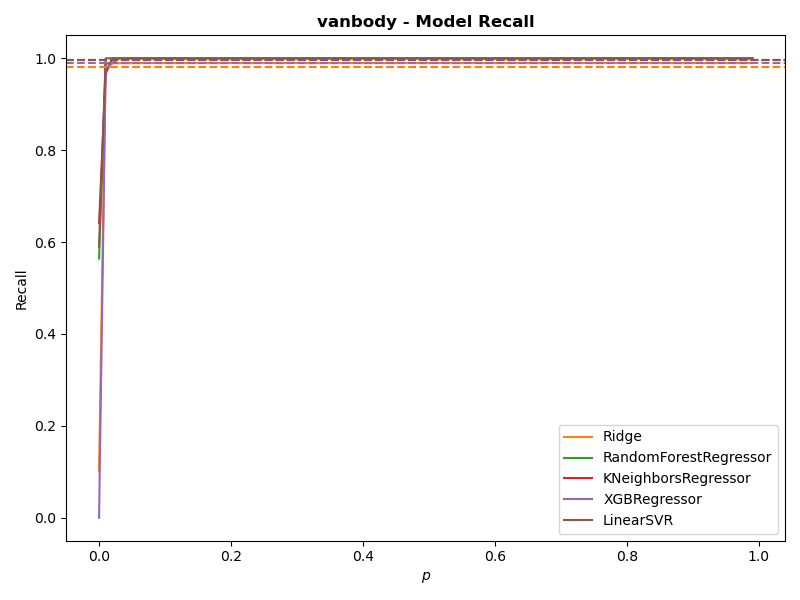 vanbody - Model Recall
1.0
0.8
0.6
0.4
0.2
0.0
Recall
0.0 0.2 0.4 0.6 0.8 1.0
p
Ridge
RandomForestRegressor
KNeighborsRegressor
XGBRegressor
LinearSVR